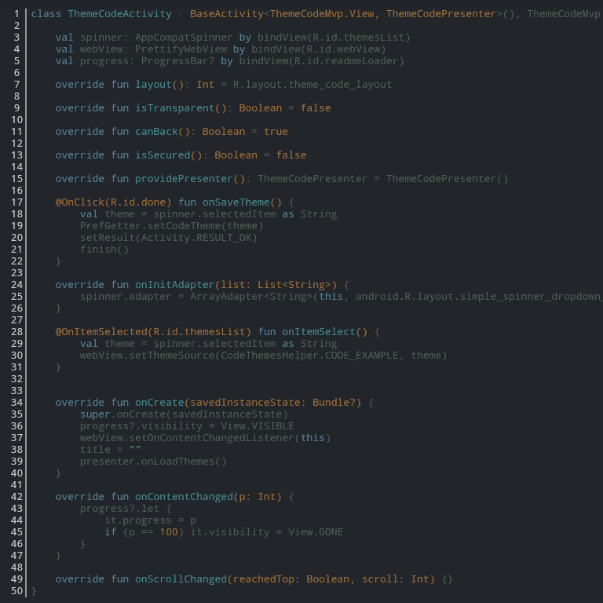 1 class ThemeCodeActivity : BaseActivity<ThemeCodeMvp.View, ThemeCodePresenter>(), ThemeCodeMvp
2
3 val spinner: AppCompatSpinner by bindView(R.id.themesList)
4 val webView: PrettifyWebView by bindView(R.id.webView)
5 val progress: ProgressBar? by bindView(R.id.readmeLoader)
6
7 override fun layout(): Int = R.layout.theme_code_layout
8
9 override fun isTransparent(): Boolean = false
10
11 override fun canBack(): Boolean = true
12
13 override fun isSecured(): Boolean = false
14
15 override fun providePresenter(): ThemeCodePresenter = ThemeCodePresenter()
16
17 @OnClick(R.id.done) fun onSaveTheme() {
18 val theme = spinner.selectedItem as String
19 PrefGetter.setCodeTheme(theme)
20 setResult(Activity.RESULT_OK)
21 finish()
22 }
23
24 override fun onInitAdapter(list: List<String>) {
25 spinner.adapter = ArrayAdapter<String>(this, android.R.layout.simple_spinner_dropdown_
26 }
27
28 @OnItemSelected(R.id.themesList) fun onItemSelect() {
29 val theme = spinner.selectedItem as String
30 webView.setThemeSource(CodeThemesHelper.CODE_EXAMPLE, theme)
31 }
32
33
34 override fun onCreate(savedInstanceState: Bundle?) {
35 super.onCreate(savedInstanceState)
36 progress?.visibility = View.VISIBLE
37 webView.setOnContentChangedListener(this)
38 title = ""
39 presenter.onLoadThemes()
40 }
41
42 override fun onContentChanged(p: Int) {
43 progress?.let {
44 it.progress = p
45 if (p == 100) it.visibility = View.GONE
46 }
47 }
48
49 override fun onScrollChanged(reachedTop: Boolean, scroll: Int) {}
50 }